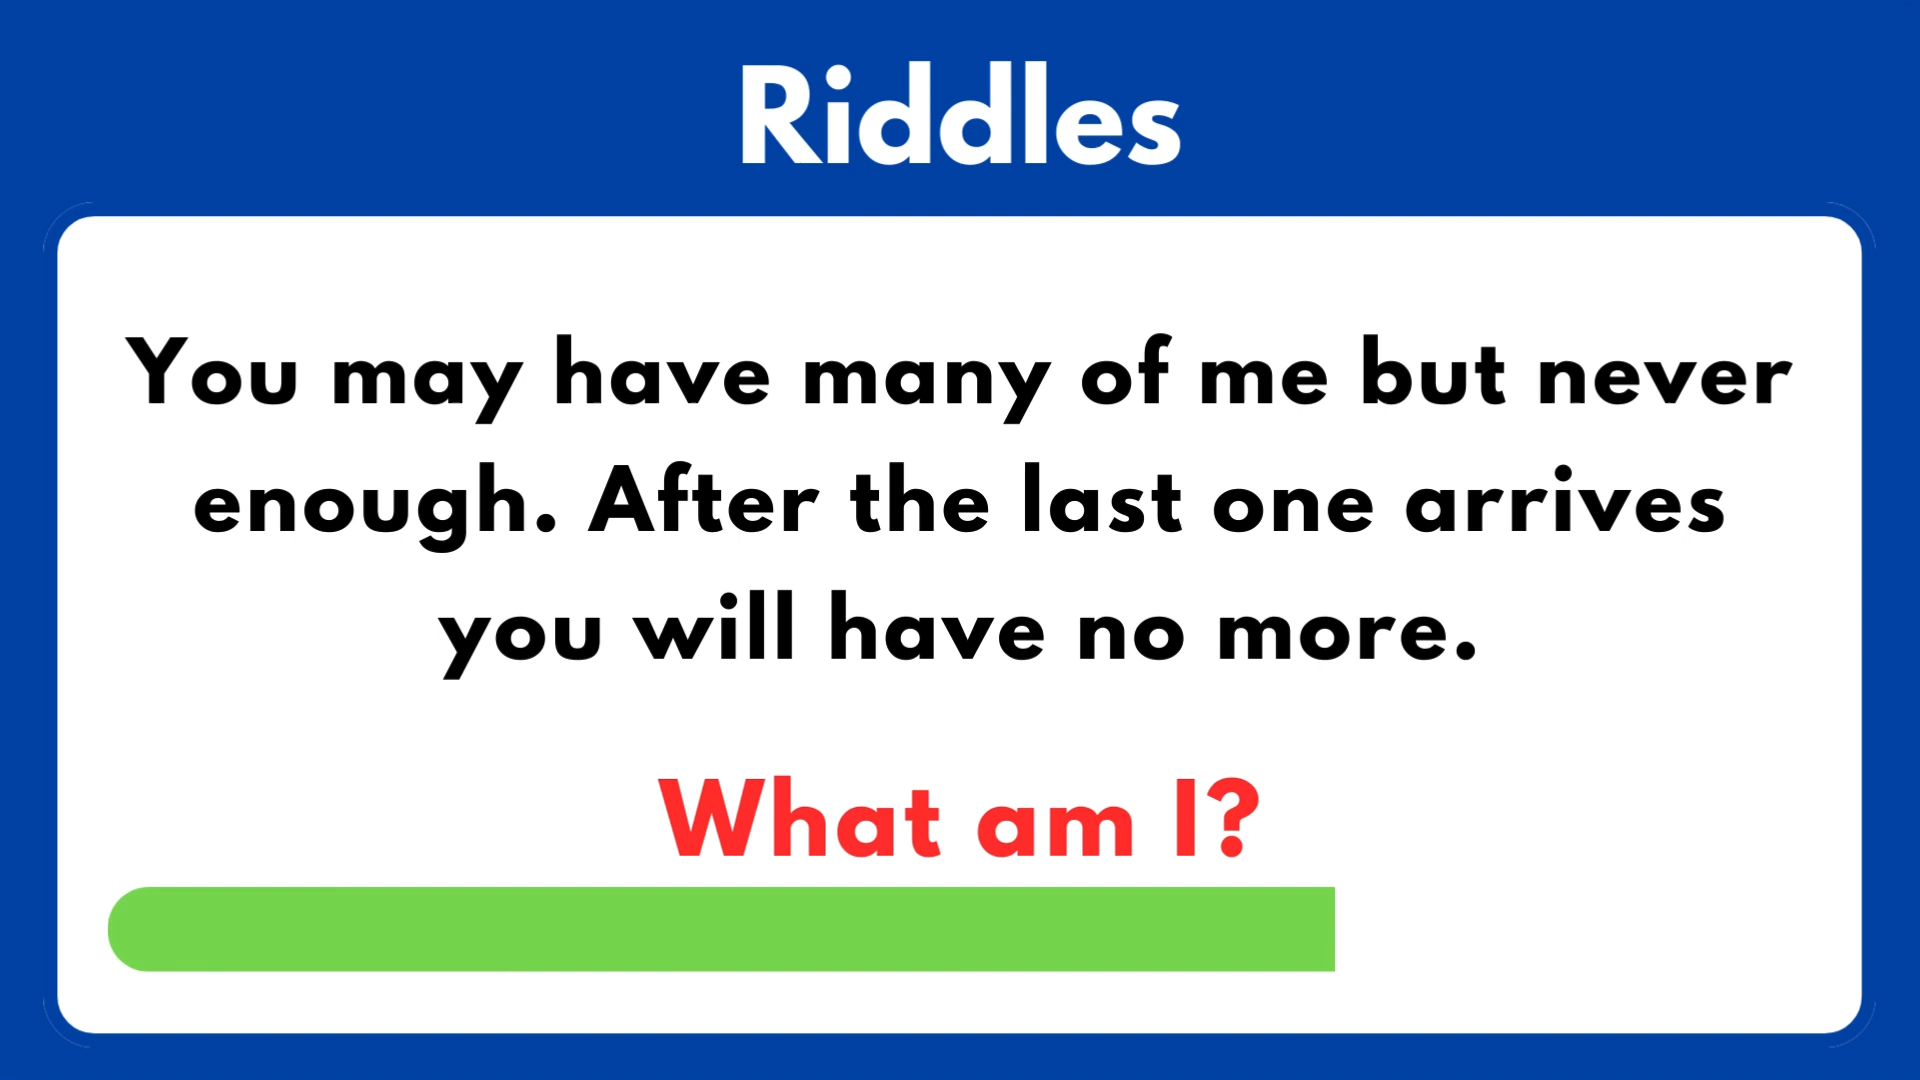 Riddles
You may have many of me but never
enough. After the last one arrives
you will have no more.
What am I?